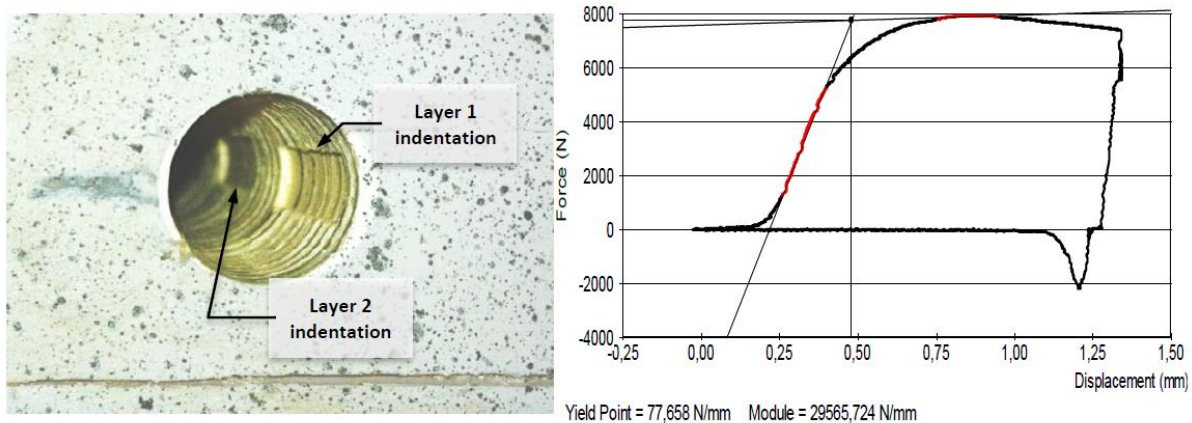 Layer 1
indentation
Layer 2
indentation
8000
6000
4000
2000
0
-2000
-4000
Force (N)
-0,25
0,00
0,25
0,50
0,75
1,00
1,25
1,50
Displacement (mm)
Yield Point = 77,658 N/mm Module = 29565,724 N/mm